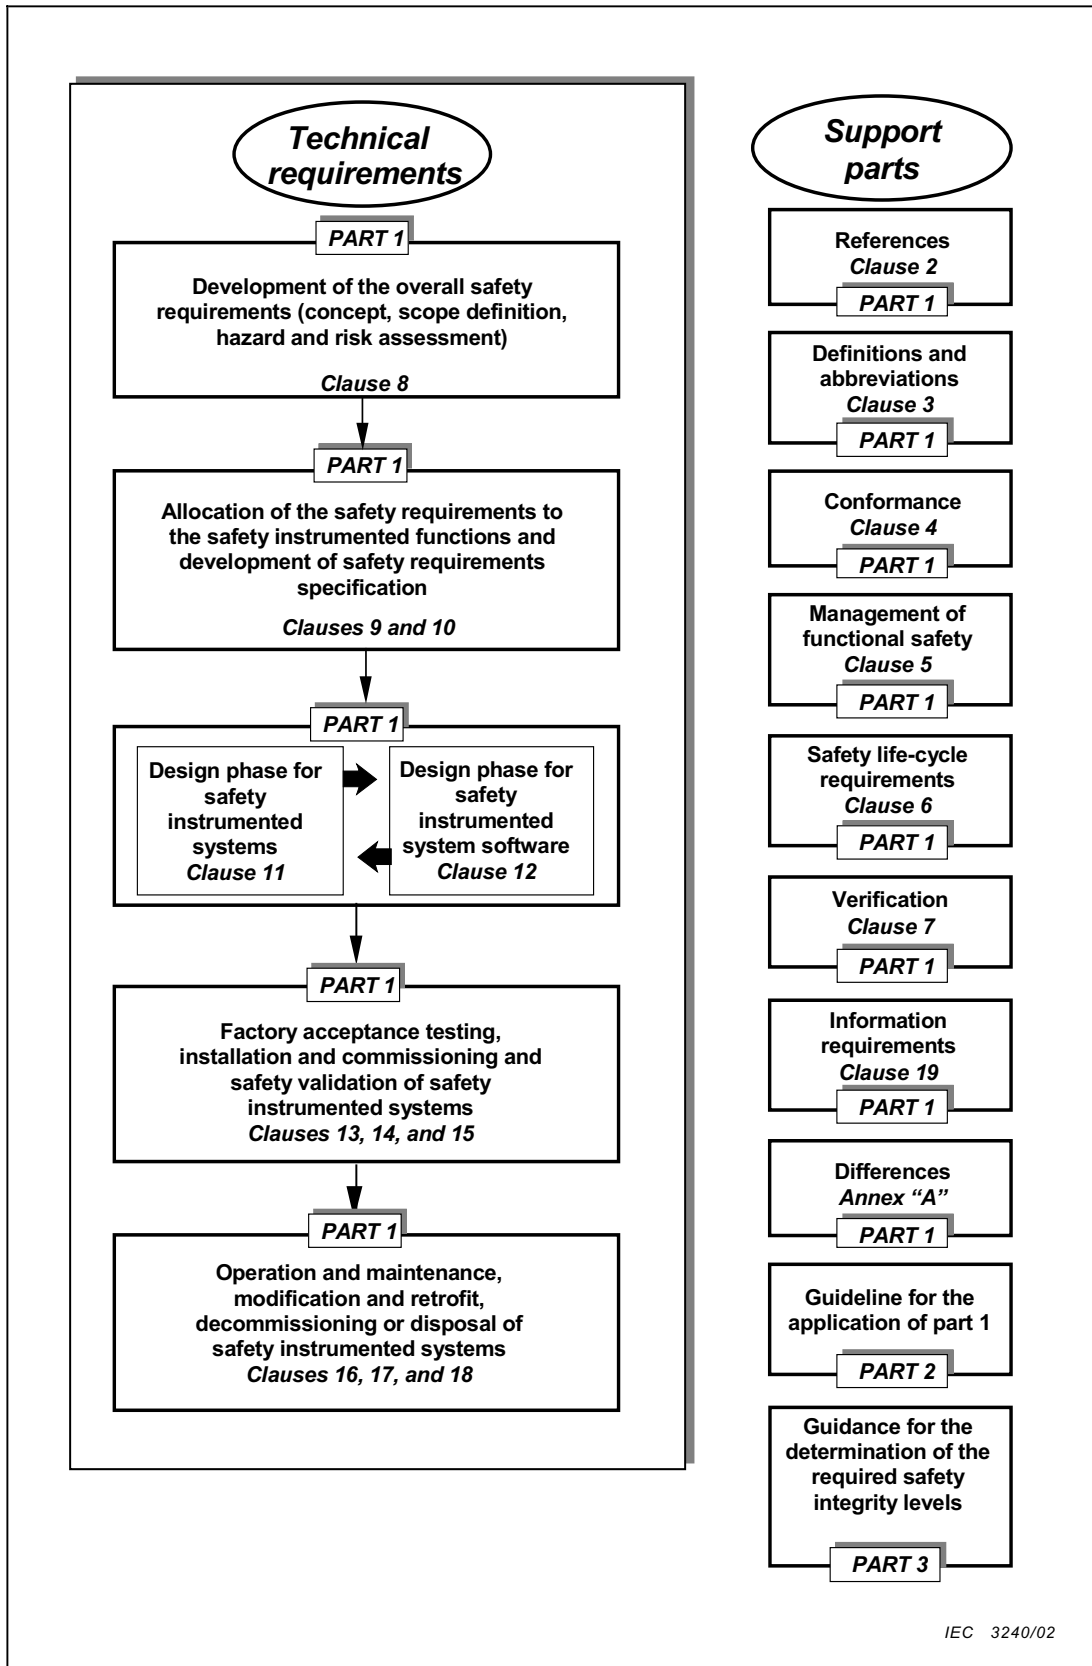 Technical
requirements
PART 1
Development of the overall safety
requirements (concept, scope definition,
hazard and risk assessment)
Clause 8
PART 1
Allocation of the safety requirements to
the safety instrumented functions and
development of safety requirements
specification
Clauses 9 and 10
PART 1
Design phase for
safety
instrumented
systems
Clause 11
Design phase for
safety
instrumented
system software
Clause 12
PART 1
Factory acceptance testing,
installation and commissioning and
safety validation of safety
instrumented systems
Clauses 13, 14, and 15
PART 1
Operation and maintenance,
modification and retrofit,
decommissioning or disposal of
safety instrumented systems
Clauses 16, 17, and 18
Support
parts
References
Clause 2
PART 1
Definitions and
abbreviations
Clause 3
PART 1
Conformance
Clause 4
PART 1
Management of
functional safety
Clause 5
PART 1
Safety life-cycle
requirements
Clause 6
PART 1
Verification
Clause 7
PART 1
Information
requirements
Clause 19
PART 1
Differences
Annex “A”
PART 1
Guideline for the
application of part 1
PART 2
Guidance for the
determination of the
required safety
integrity levels
PART 3
IEC 3240/02